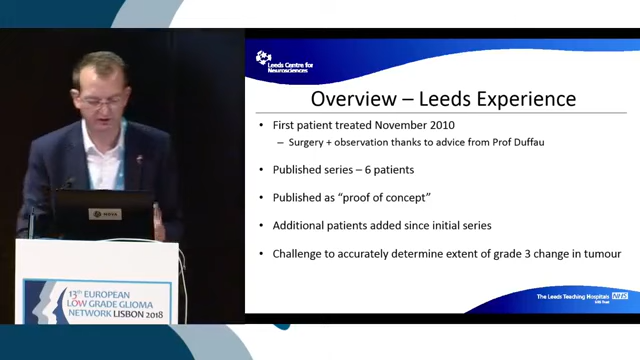 Leeds Centre for
Neurosciences
Overview – Leeds Experience
• First patient treated November 2010
– Surgery + observation thanks to advice from Prof Duffau
• Published series – 6 patients
• Published as “proof of concept”
• Additional patients added since initial series
• Challenge to accurately determine extent of grade 3 change in tumour
The Leeds Teaching Hospitals NHS
NHS Trust
13th EUROPEAN
LOW GRADE GLIOMA
NETWORK LISBON 2018